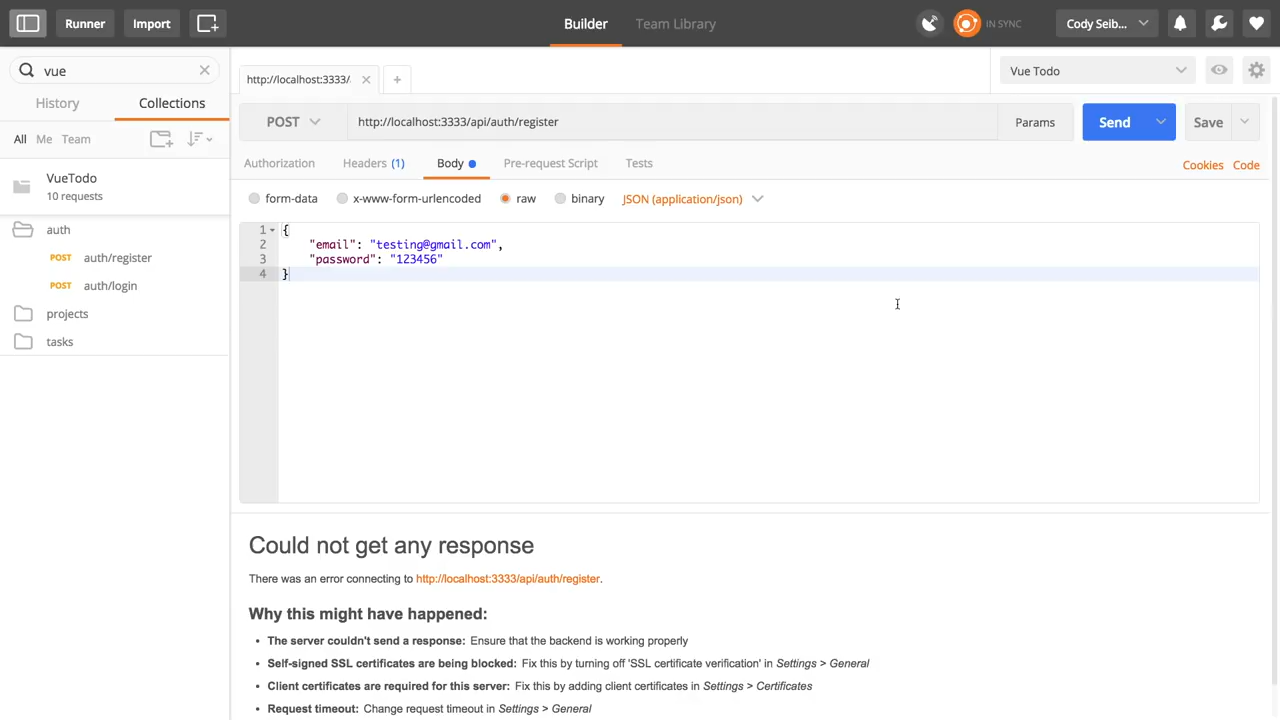 Runner Import Builder Team Library IN SYNC Cody Seib...
vue
http://localhost:3333/. Vue Todo
History Collections
POST http://localhost:3333/api/auth/register Params Send Save
All Me Team
Authorization Headers (1) Body Pre-request Script Tests Cookies Code
VueTodo
10 requests
form-data x-www-form-urlencoded raw binary JSON (application/json)
auth
POST auth/register
POST auth/login
projects
tasks
1 {
2 "email": "testing@gmail.com",
3 "password": "123456"
4 }
Could not get any response
There was an error connecting to http://localhost:3333/api/auth/register.
Why this might have happened:
• The server couldn't send a response: Ensure that the backend is working properly
• Self-signed SSL certificates are being blocked: Fix this by turning off 'SSL certificate verification' in Settings > General
• Client certificates are required for this server: Fix this by adding client certificates in Settings > Certificates
• Request timeout: Change request timeout in Settings > General